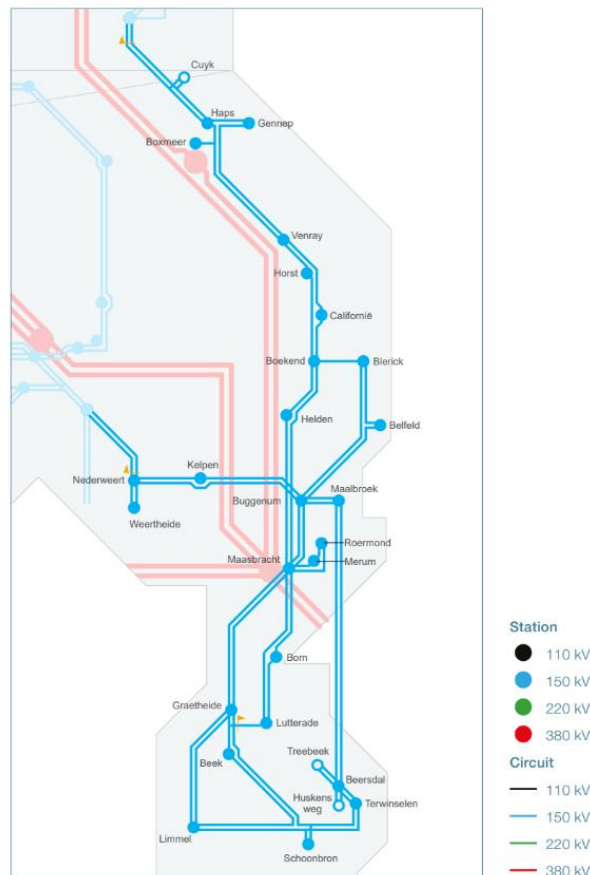 Cuyk
Haps
Gennep
Boxmeer
Venray
Horst
Californië
Boekend
Blerick
Helden
Belfeld
Kelpen
Nederweert
Buggenum
Maalbroek
Weertheide
Roermond
Maasbracht
Merum
Born
Graetheide
Lutterade
Treebeek
Beek
Beersdal
Huskens
weg
Terwinselen
Limmel
Schoonbron
Station
110 kV
150 kV
220 kV
380 kV
Circuit
110 kV
150 kV
220 kV
380 kV